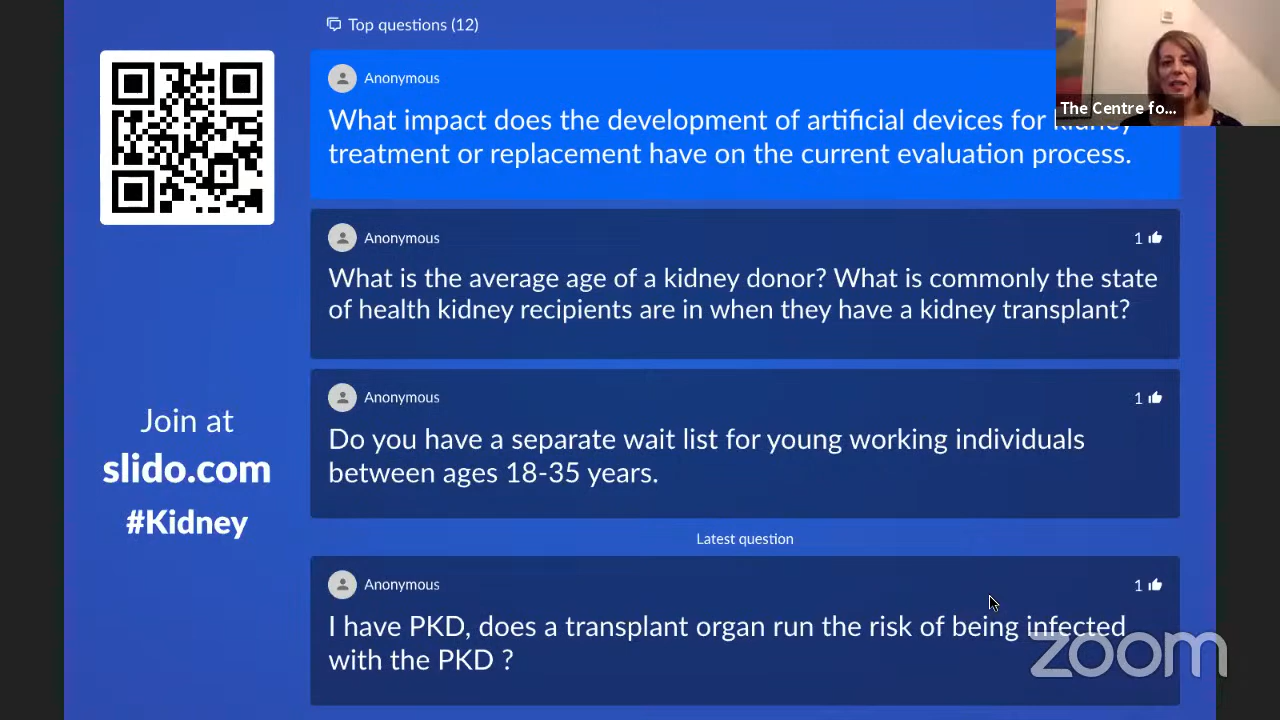 Top questions (12)
Anonymous
What impact does the development of artificial devices for kidney
treatment or replacement have on the current evaluation process.
The Centre fo...
Anonymous
1
What is the average age of a kidney donor? What is commonly the state
of health kidney recipients are in when they have a kidney transplant?
Anonymous
1
Do you have a separate wait list for young working individuals
between ages 18-35 years.
Join at
slido.com
#Kidney
Latest question
Anonymous
1
I have PKD, does a transplant organ run the risk of being infected
with the PKD ?
zoom